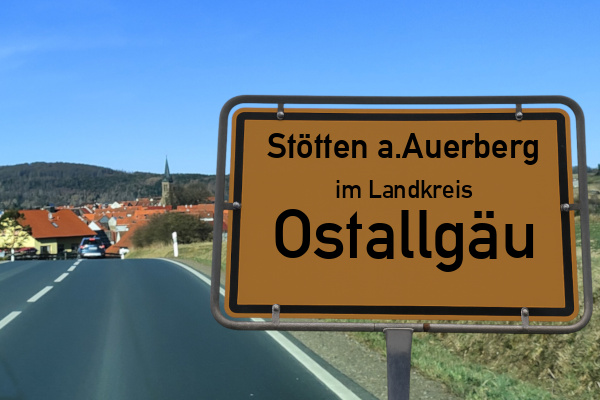 Stötten a.Auerberg
im Landkreis
Ostallgäu